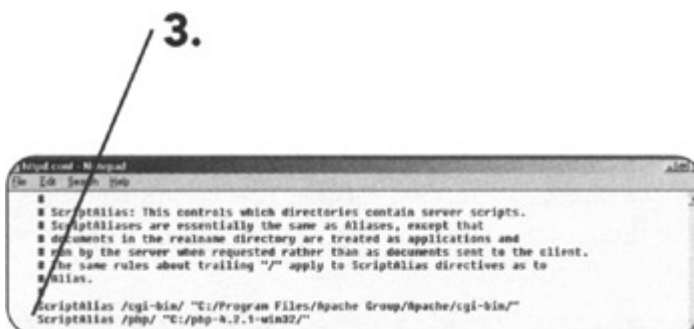 3.
httpd.conf - Notepad
File Edit Search Help
#
# ScriptAlias: This controls which directories contain server scripts.
# ScriptAliases are essentially the same as Aliases, except that
# documents in the realname directory are treated as applications and
# run by the server when requested rather than as documents sent to the client.
# The same rules about trailing "/" apply to ScriptAlias directives as to
# Alias.
#
ScriptAlias /cgi-bin/ "C:/Program Files/Apache Group/Apache/cgi-bin/"
ScriptAlias /php/ "C:/php-4.2.1-win32/"